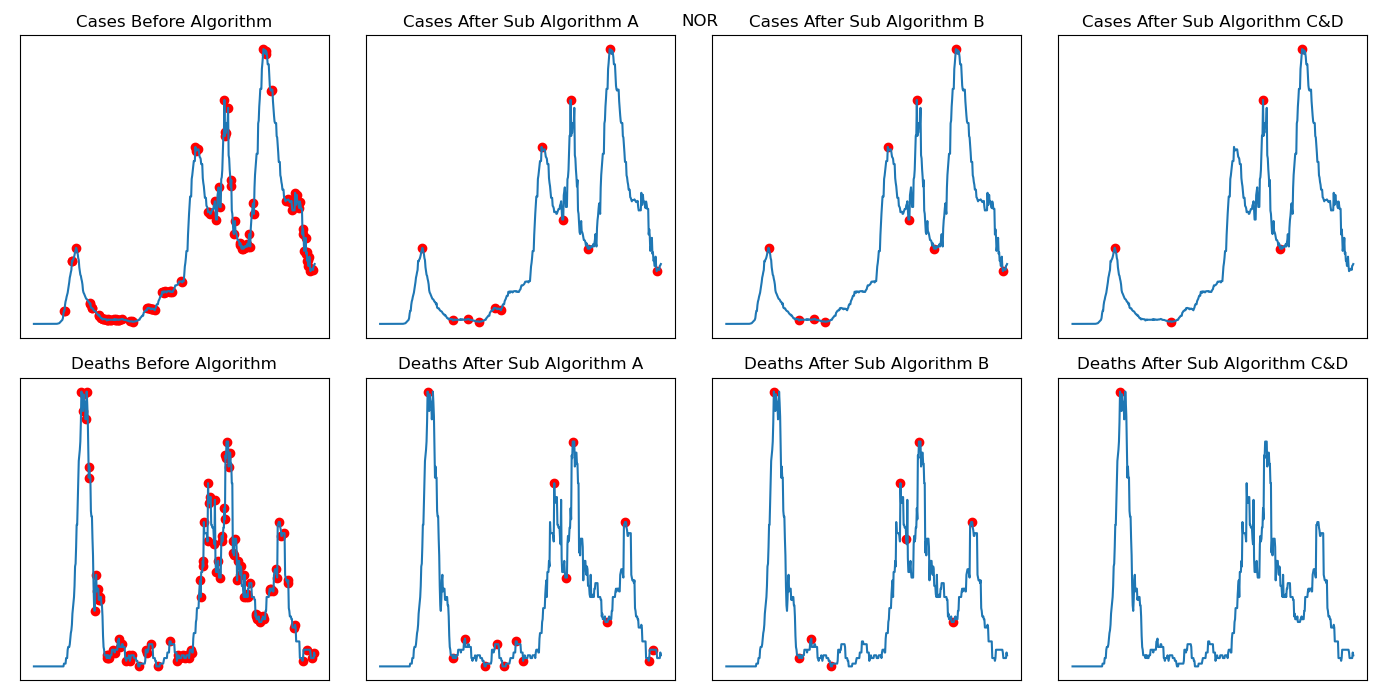 NOR
Cases Before Algorithm
Cases After Sub Algorithm A
Cases After Sub Algorithm B
Cases After Sub Algorithm C&D
Deaths Before Algorithm
Deaths After Sub Algorithm A
Deaths After Sub Algorithm B
Deaths After Sub Algorithm C&D